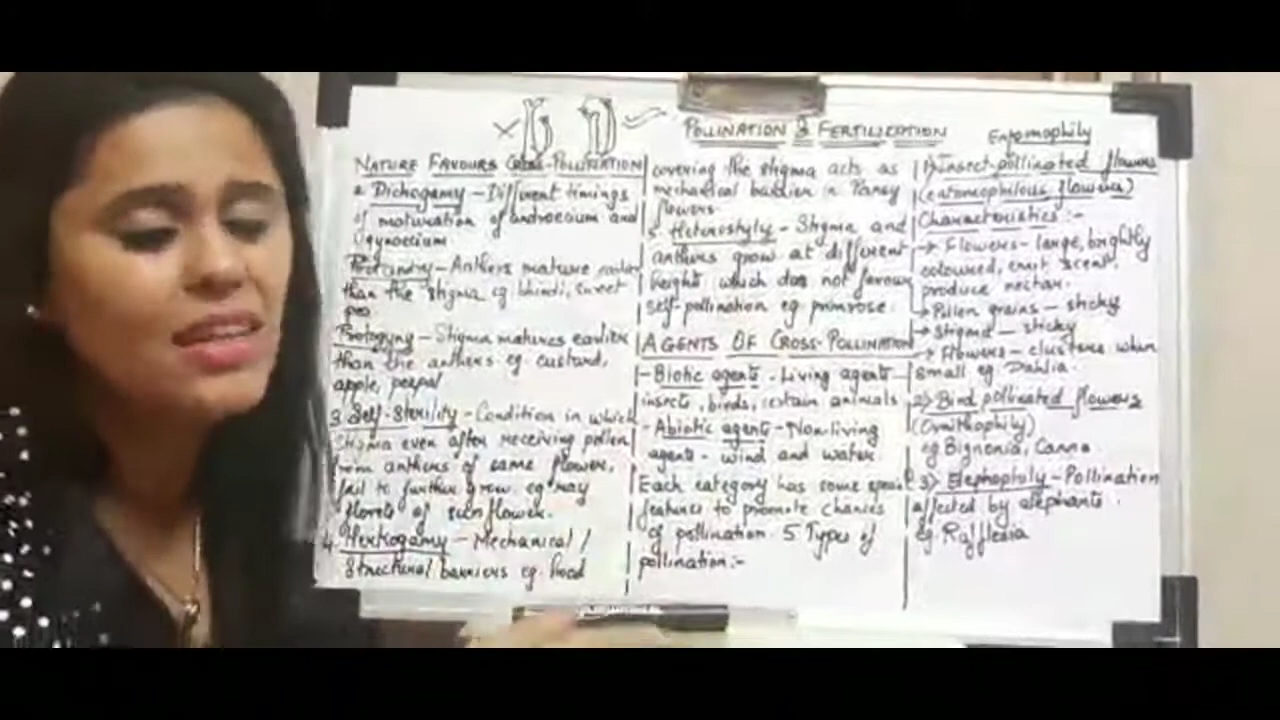 POLLINATION & FERTILIZATION
NATURE FAVOURS CROSS-POLLINATION
Dichogamy - Different timings
of maturation of androecium and
gynoecium
Protandry - Anthers mature earlier
than the stigma eg bhindi, sweet
pea
Protogyny - Stigma matures earlier
than the anthers eg custard,
apple, peepal
3. Self-Sterility - Condition in which
stigma even after receiving pollen
from anthers of same flower,
fail to further grow. eg ray
florets of sunflower.
4. Herkogamy - Mechanical /
Structural barriers eg. hood
covering the stigma acts as
mechanical barrier in Pansy
flowers
5. Heterostyly - Stigma and
anthers grow at different
heights which does not favour
self-pollination eg primrose.
AGENTS OF CROSS-POLLINATION
- Biotic agents - Living agents -
insects, birds, certain animals
- Abiotic agents - Non-living
agents - wind and water
Each category has some special
features to promote chances
of pollination. 5 Types of
pollination:-
Entomophily
1) Insect-pollinated flowers
(entomophilous flowers)
Characteristics:-
→ Flowers - large, brightly
coloured, emit scent,
produce nectar.
→ Pollen grains - sticky
→ Stigma - sticky
→ Flowers - clusters when
small eg Dahlia.
2) Bird pollinated flowers
(Ornithophily)
eg Bignonia, Canna
3) Elephophily - Pollination
affected by elephants.
eg. Rafflesia